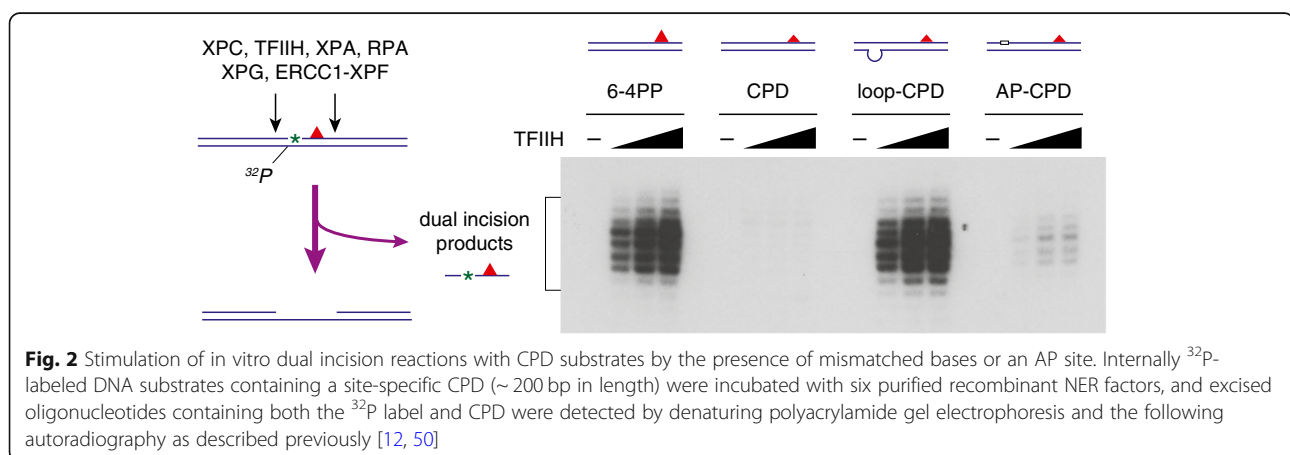 XPC, TFIIH, XPA, RPA
XPG, ERCC1-XPF
*
32P
dual incision
products
*
6-4PP CPD loop-CPD AP-CPD
TFIIH – – – –
Fig. 2 Stimulation of in vitro dual incision reactions with CPD substrates by the presence of mismatched bases or an AP site. Internally 32P-
labeled DNA substrates containing a site-specific CPD (~ 200 bp in length) were incubated with six purified recombinant NER factors, and excised
oligonucleotides containing both the 32P label and CPD were detected by denaturing polyacrylamide gel electrophoresis and the following
autoradiography as described previously [12, 50]